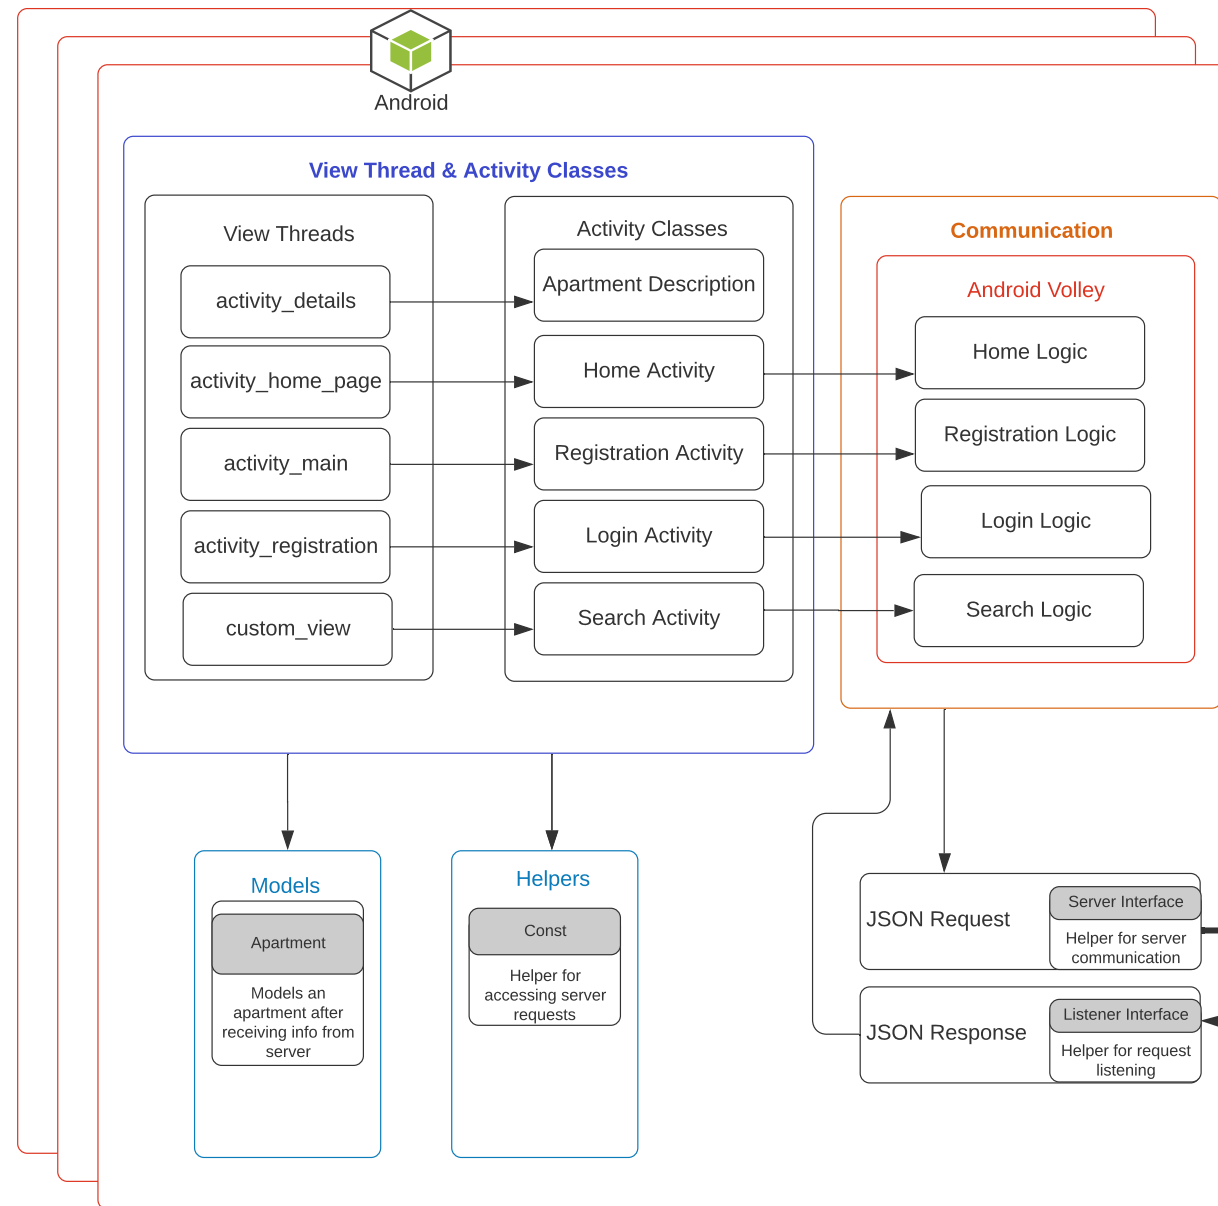 Android
View Thread & Activity Classes
View Threads
activity_details
activity_home_page
activity_main
activity_registration
custom_view
Activity Classes
Apartment Description
Home Activity
Registration Activity
Login Activity
Search Activity
Communication
Android Volley
Home Logic
Registration Logic
Login Logic
Search Logic
Models
Apartment
Models an
apartment after
receiving info from
server
Helpers
Const
Helper for
accessing server
requests
JSON Request
Server Interface
Helper for server
communication
JSON Response
Listener Interface
Helper for request
listening